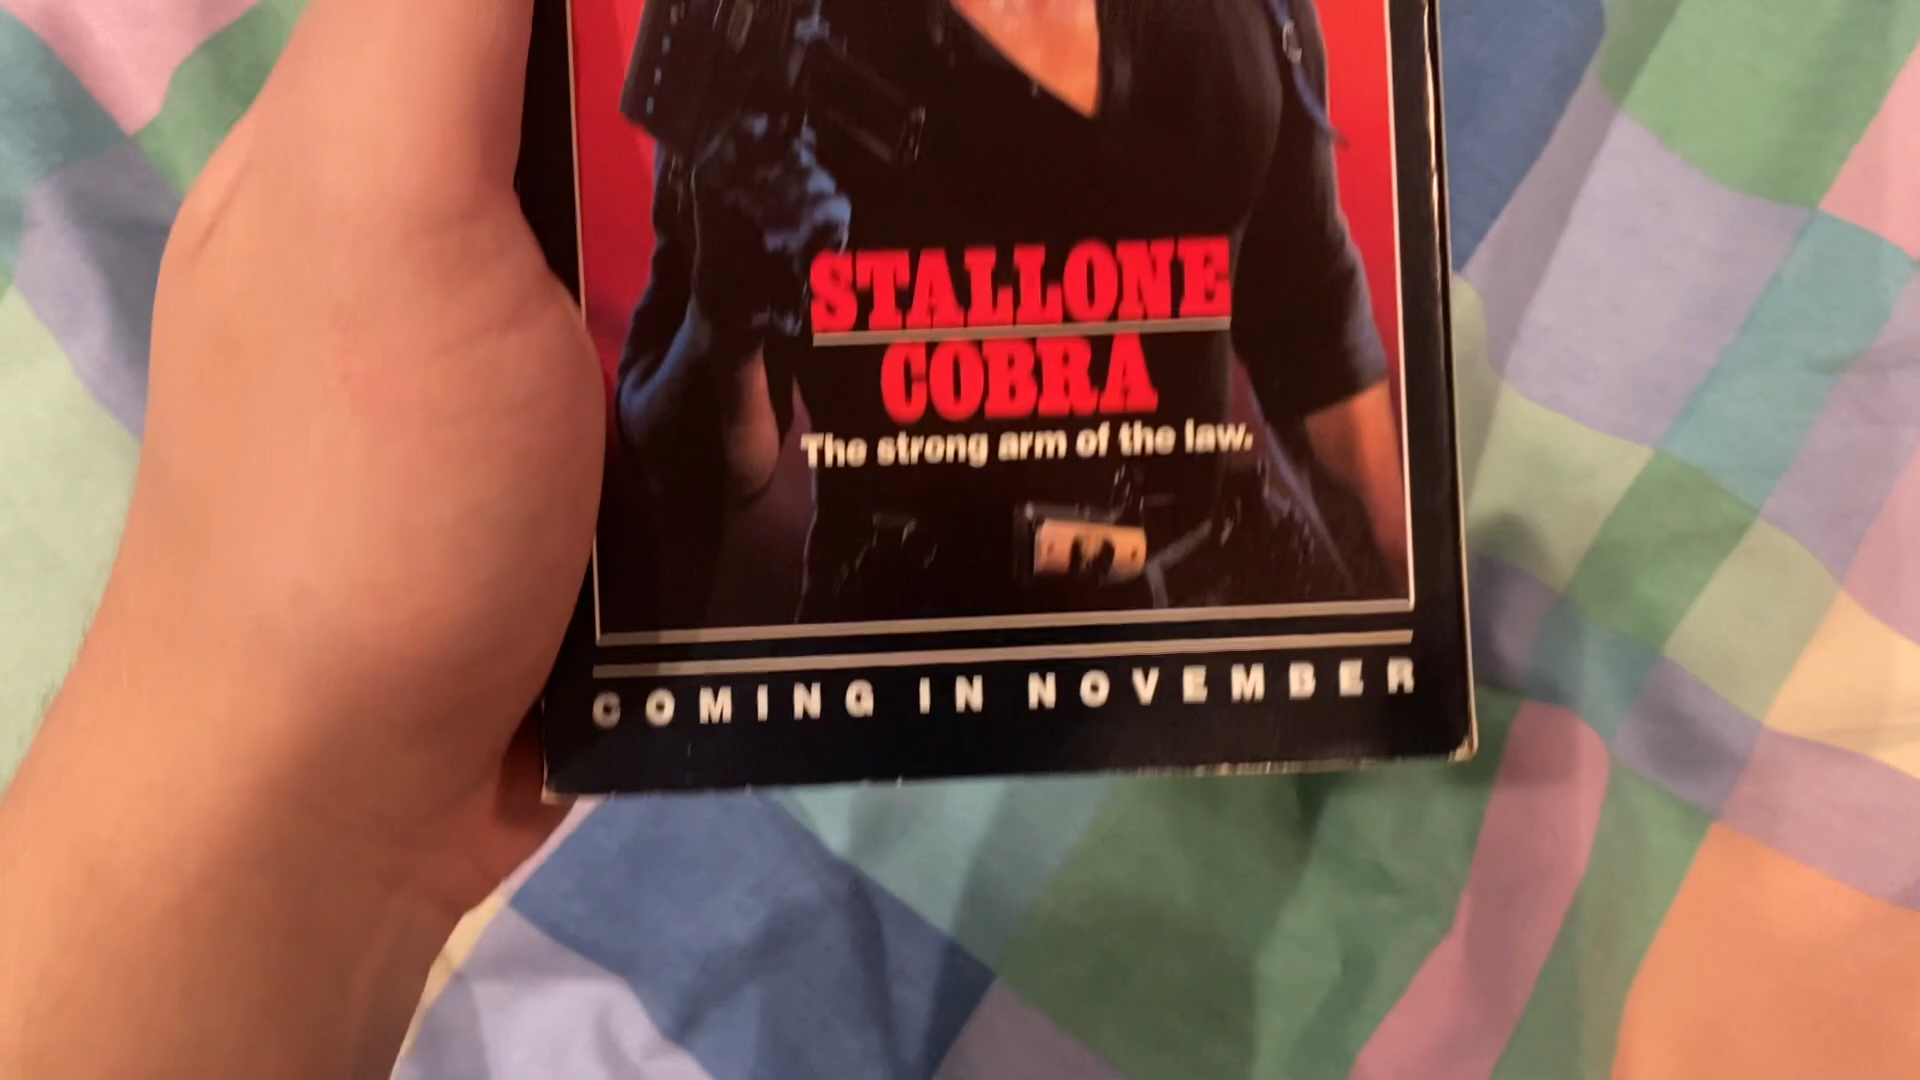 STALLONE
COBRA
The strong arm of the law.
COMING IN NOVEMBER